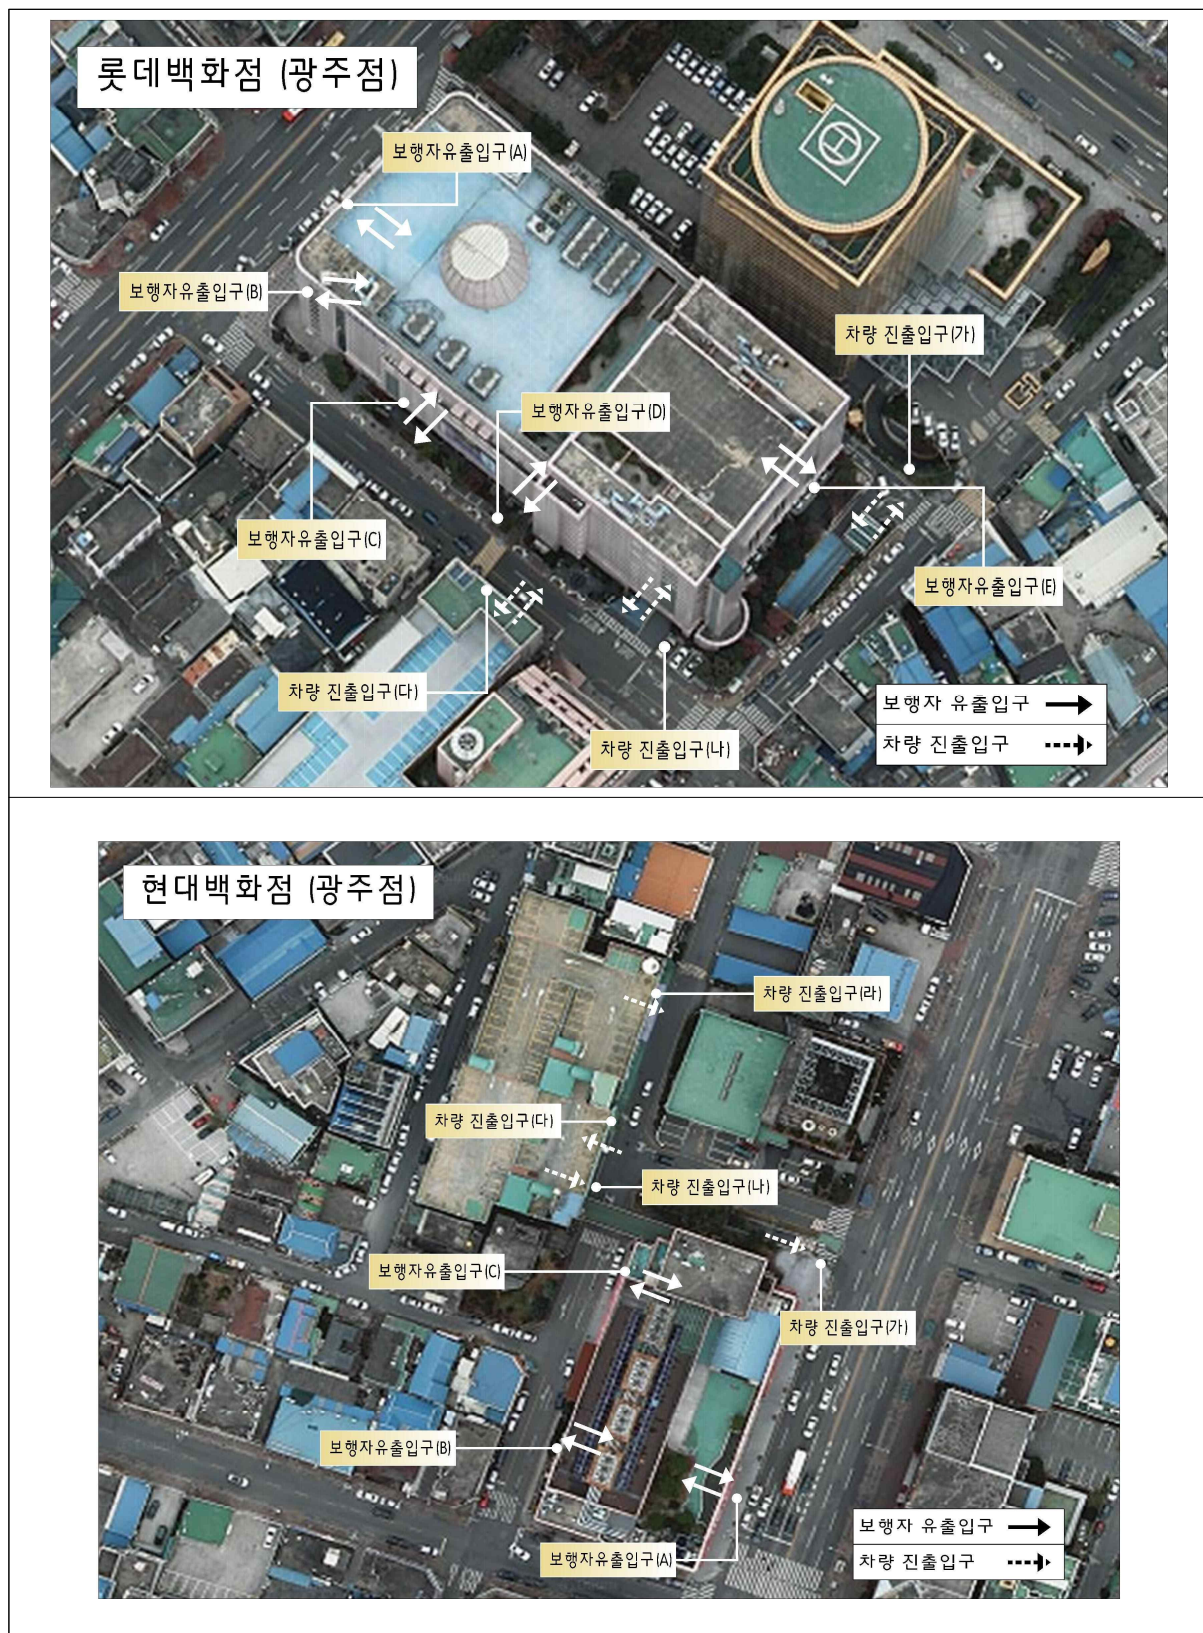 롯데백화점 (광주점)
보행자유출입구(A)
보행자유출입구(B)
차량 진출입구(가)
보행자유출입구(D)
보행자유출입구(C)
보행자유출입구(E)
차량 진출입구(다)
차량 진출입구(나)
보행자 유출입구
차량 진출입구
현대백화점 (광주점)
차량 진출입구(라)
차량 진출입구(다)
차량 진출입구(나)
보행자유출입구(C)
차량 진출입구(가)
보행자유출입구(B)
보행자유출입구(A)
보행자 유출입구
차량 진출입구